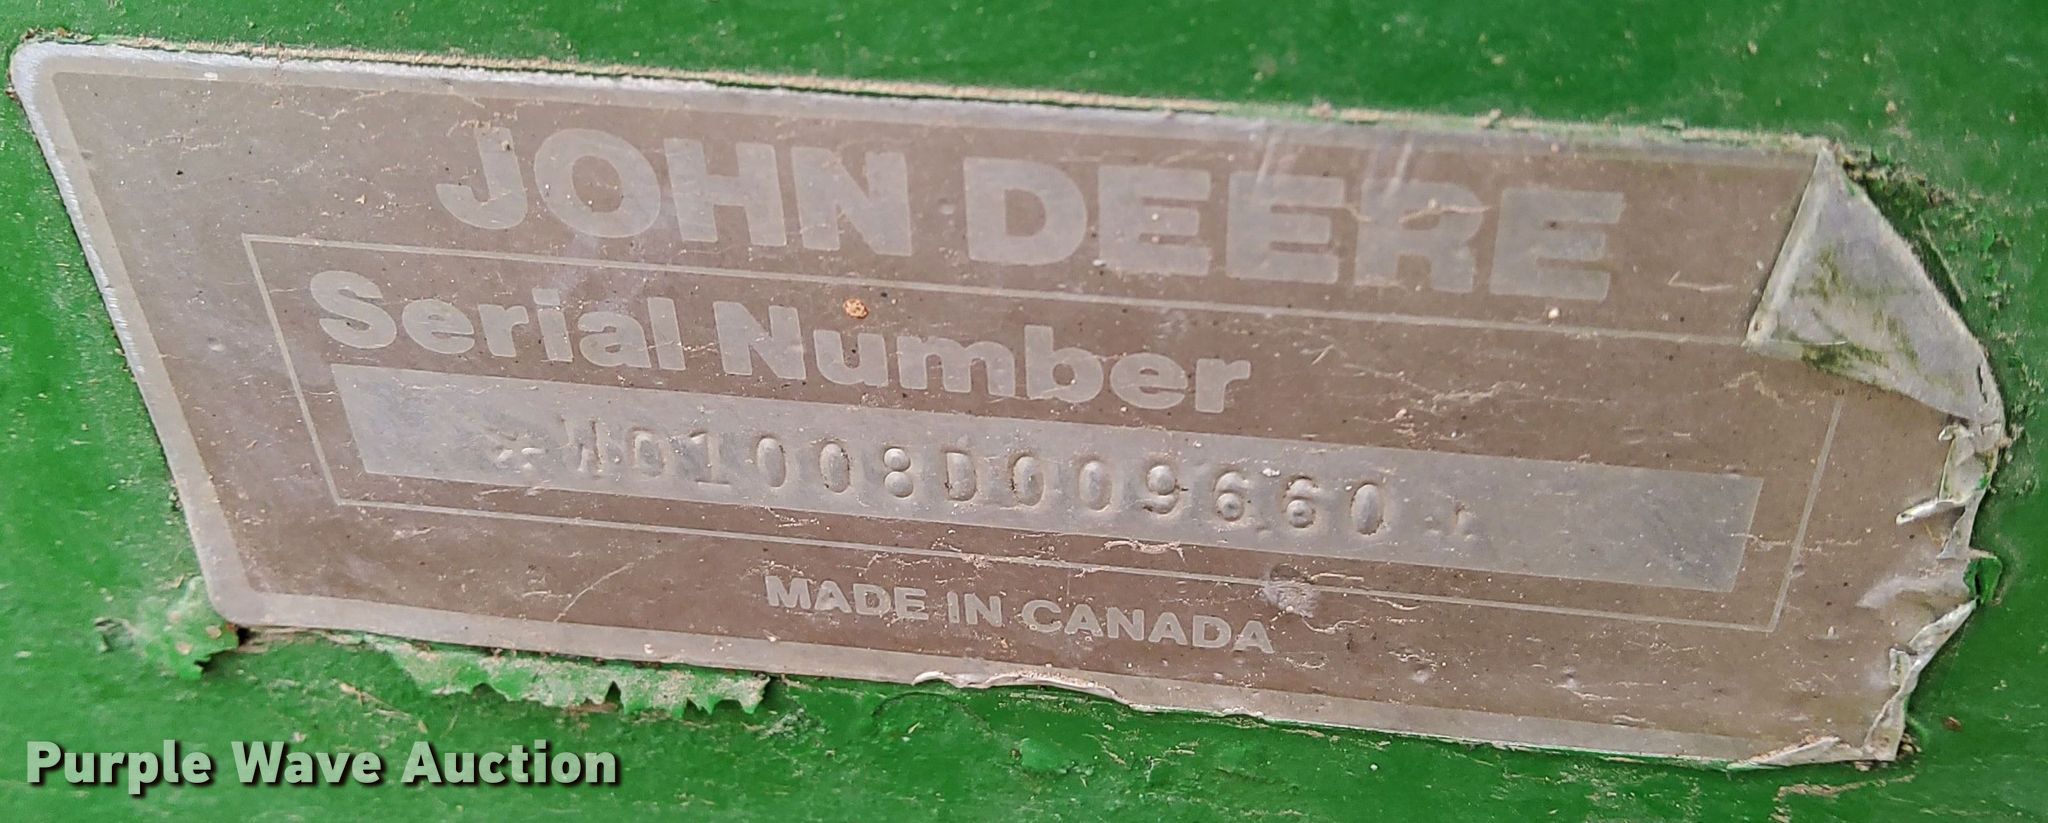 JOHN DEERE
Serial Number
*W01008D009660*
MADE IN CANADA
Purple Wave Auction